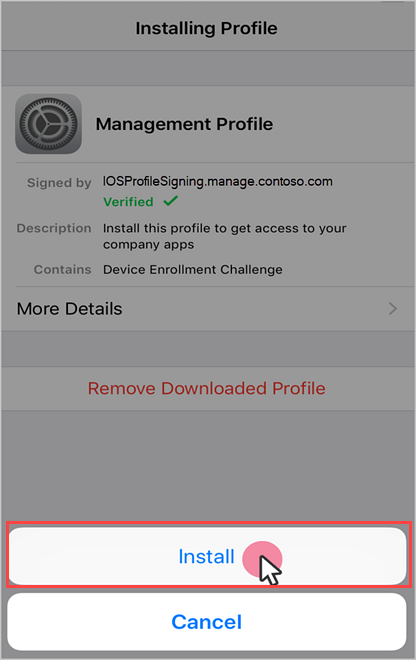 Installing Profile
Management Profile
Signed by IOSProfileSigning.manage.contoso.com
Verified
Description Install this profile to get access to your
company apps
Contains Device Enrollment Challenge
More Details
Remove Downloaded Profile
Install
Cancel